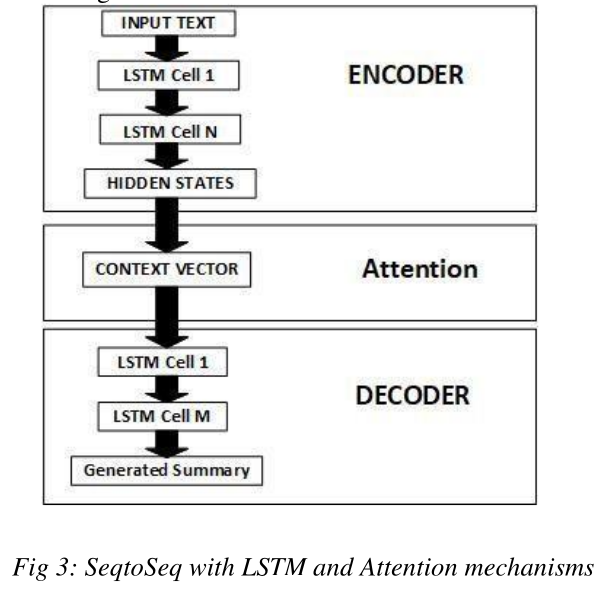 INPUT TEXT
LSTM Cell 1
ENCODER
LSTM Cell N
HIDDEN STATES
CONTEXT VECTOR
Attention
LSTM Cell 1
DECODER
LSTM Cell M
Generated Summary
Fig 3: SeqtoSeq with LSTM and Attention mechanisms